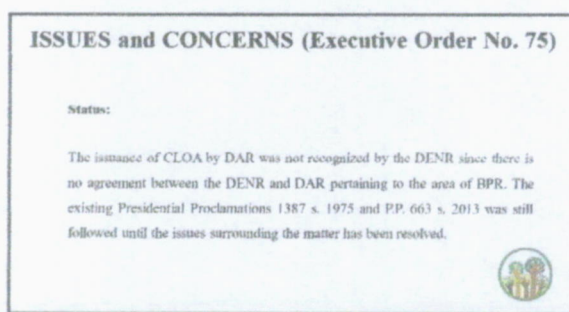 ISSUES and CONCERNS (Executive Order No. 75)
Status:
The issuance of CLOA by DAR was not recognized by the DENR since there is
no agreement between the DENR and DAR pertaining to the area of BPR. The
existing Presidential Proclamations 1387 s. 1975 and P.P. 663 s. 2013 was still
followed until the issues surrounding the matter has been resolved.